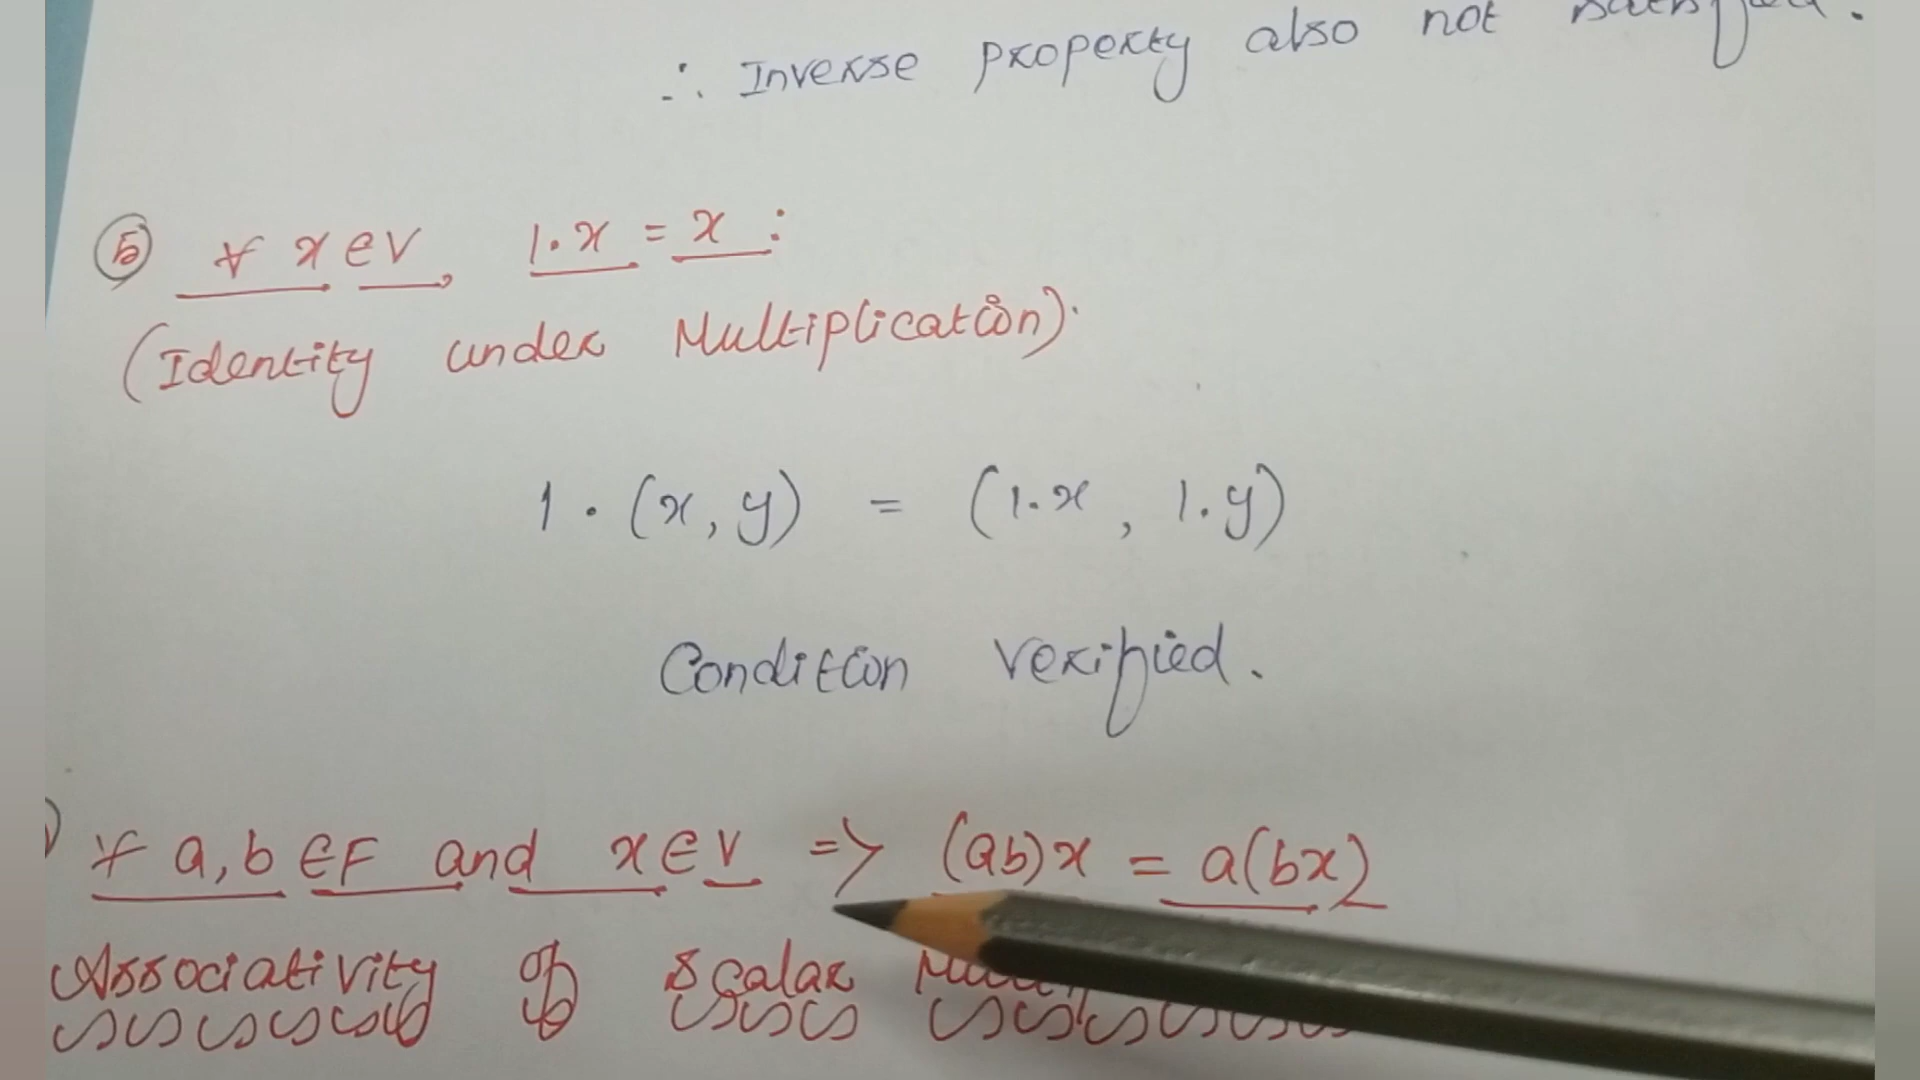 ∴ Inverse property also not
⑤ ∀ x ∈ V, 1.x = x :
(Identity under Multiplication).
1 . (x, y) = (1.x , 1.y)
Condition verified.
) ∀ a, b ∈ F and x ∈ V => (ab)x = a(bx)
Associativity of Scalar